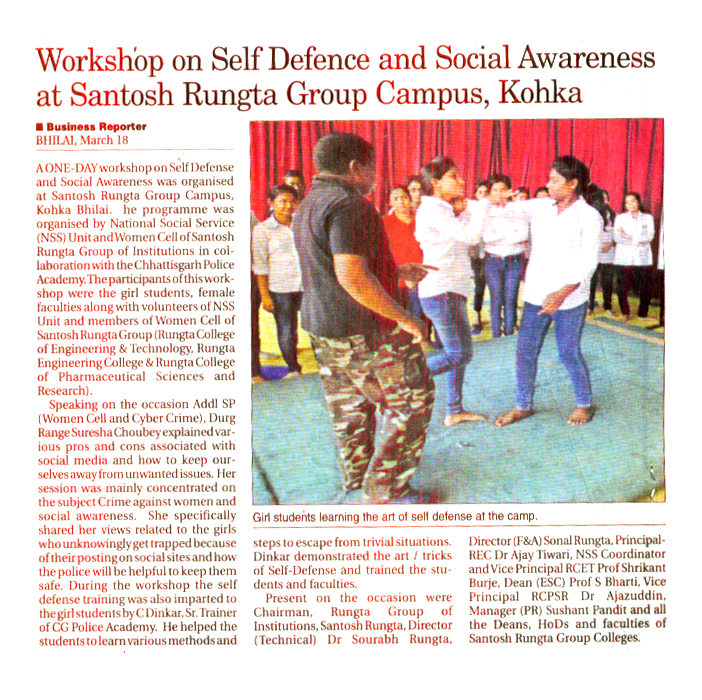 Workshop on Self Defence and Social Awareness
at Santosh Rungta Group Campus, Kohka
■ Business Reporter
BHILAI, March 18
A ONE-DAY workshop on Self Defense
and Social Awareness was organised
at Santosh Rungta Group Campus,
Kohka Bhilai. he programme was
organised by National Social Service
(NSS) Unit and Women Cell of Santosh
Rungta Group of Institutions in col-
laboration with the Chhattisgarh Police
Academy. The participants of this work-
shop were the girl students, female
faculties along with volunteers of NSS
Unit and members of Women Cell of
Santosh Rungta Group (Rungta College
of Engineering & Technology, Rungta
Engineering College & Rungta College
of Pharmaceutical Sciences and
Research).
Speaking on the occasion Addl SP
(Women Cell and Cyber Crime), Durg
Range Suresha Choubey explained var-
ious pros and cons associated with
social media and how to keep our-
selves away from unwanted issues. Her
session was mainly concentrated on
the subject Crime against women and
social awareness. She specifically
shared her views related to the girls
who unknowingly get trapped because
of their posting on social sites and how
the police will be helpful to keep them
safe. During the workshop the self
defense training was also imparted to
the girl students by C Dinkar, Sr. Trainer
of CG Police Academy. He helped the
students to learn various methods and
Girl students learning the art of self defense at the camp.
steps to escape from trivial situations.
Dinkar demonstrated the art / tricks
of Self-Defense and trained the stu-
dents and faculties.
Present on the occasion were
Chairman, Rungta Group of
Institutions, Santosh Rungta, Director
(Technical) Dr Sourabh Rungta,
Director (F&A) Sonal Rungta, Principal-
REC Dr Ajay Tiwari, NSS Coordinator
and Vice Principal RCET Prof Shrikant
Burje, Dean (ESC) Prof S Bharti, Vice
Principal RCPSR Dr Ajazuddin,
Manager (PR) Sushant Pandit and all
the Deans, HoDs and faculties of
Santosh Rungta Group Colleges.